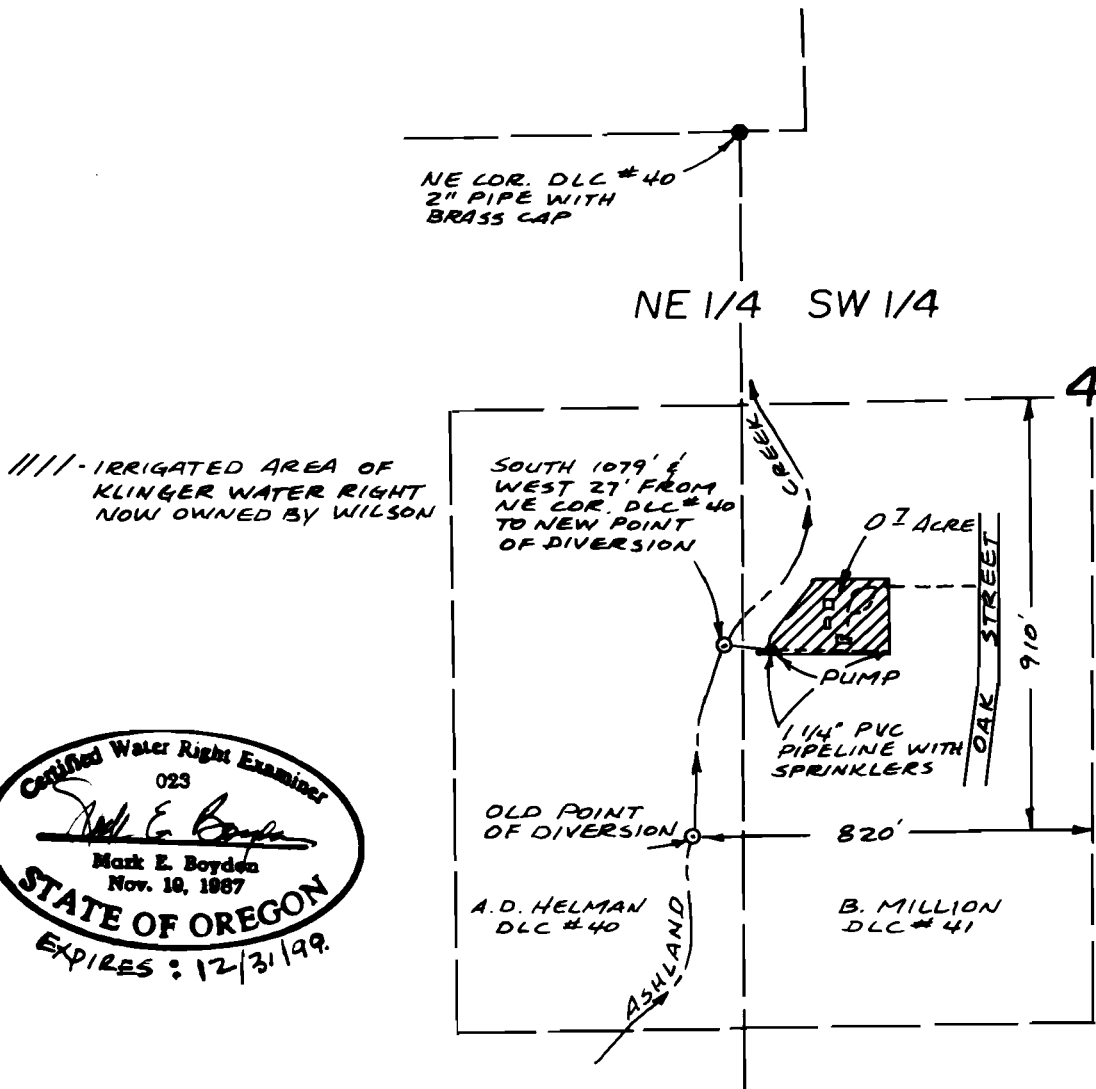 NE COR. DLC #40
2" PIPE WITH
BRASS CAP
NE 1/4 SW 1/4
4
//// - IRRIGATED AREA OF
KLINGER WATER RIGHT
NOW OWNED BY WILSON
SOUTH 1079' &
WEST 27' FROM
NE COR. DLC #40
TO NEW POINT
OF DIVERSION
CREEK
0.7 ACRE
OAK STREET
910'
PUMP
1 1/4" PVC
PIPELINE WITH
SPRINKLERS
OLD POINT
OF DIVERSION
820'
A.D. HELMAN
DLC #40
B. MILLION
DLC #41
ASHLAND
Certified Water Right Examiner
023
Mark E. Boyden
Nov. 19, 1987
STATE OF OREGON
EXPIRES : 12/31/99.